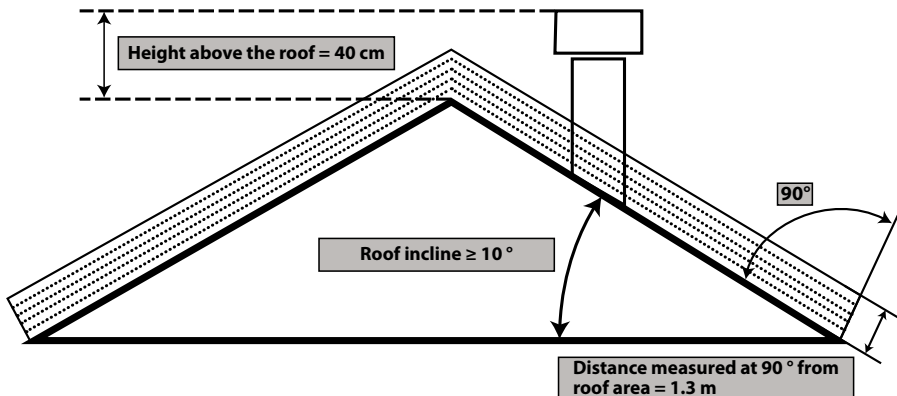 Height above the roof = 40 cm
90°
Roof incline ≥ 10 °
Distance measured at 90 ° from
roof area = 1.3 m